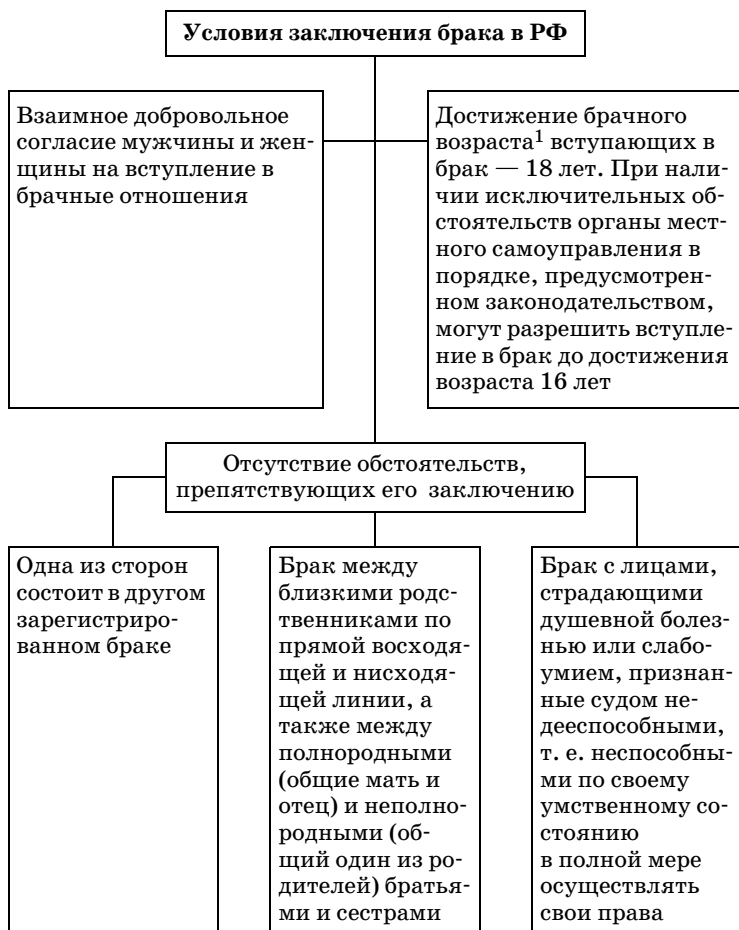 Условия заключения брака в РФ
Взаимное добровольное
согласие мужчины и жен-
щины на вступление в
брачные отношения
Достижение брачного
возраста¹ вступающих в
брак — 18 лет. При нали-
чии исключительных об-
стоятельств органы мест-
ного самоуправления в
порядке, предусмотрен-
ном законодательством,
могут разрешить вступле-
ние в брак до достижения
возраста 16 лет
Отсутствие обстоятельств,
препятствующих его заключению
Одна из сторон
состоит в другом
зарегистриро-
ванном браке
Брак между
близкими родс-
твенниками по
прямой восходя-
щей и нисходя-
щей линии, а
также между
полнородными
(общие мать и
отец) и неполно-
родными (об-
щий один из ро-
дителей) братья-
ми и сестрами
Брак с лицами,
страдающими
душевной болез-
нью или слабо-
умием, признан-
ные судом не-
дееспособными,
т. е. неспособны-
ми по своему
умственному со-
стоянию
в полной мере
осуществлять
свои права